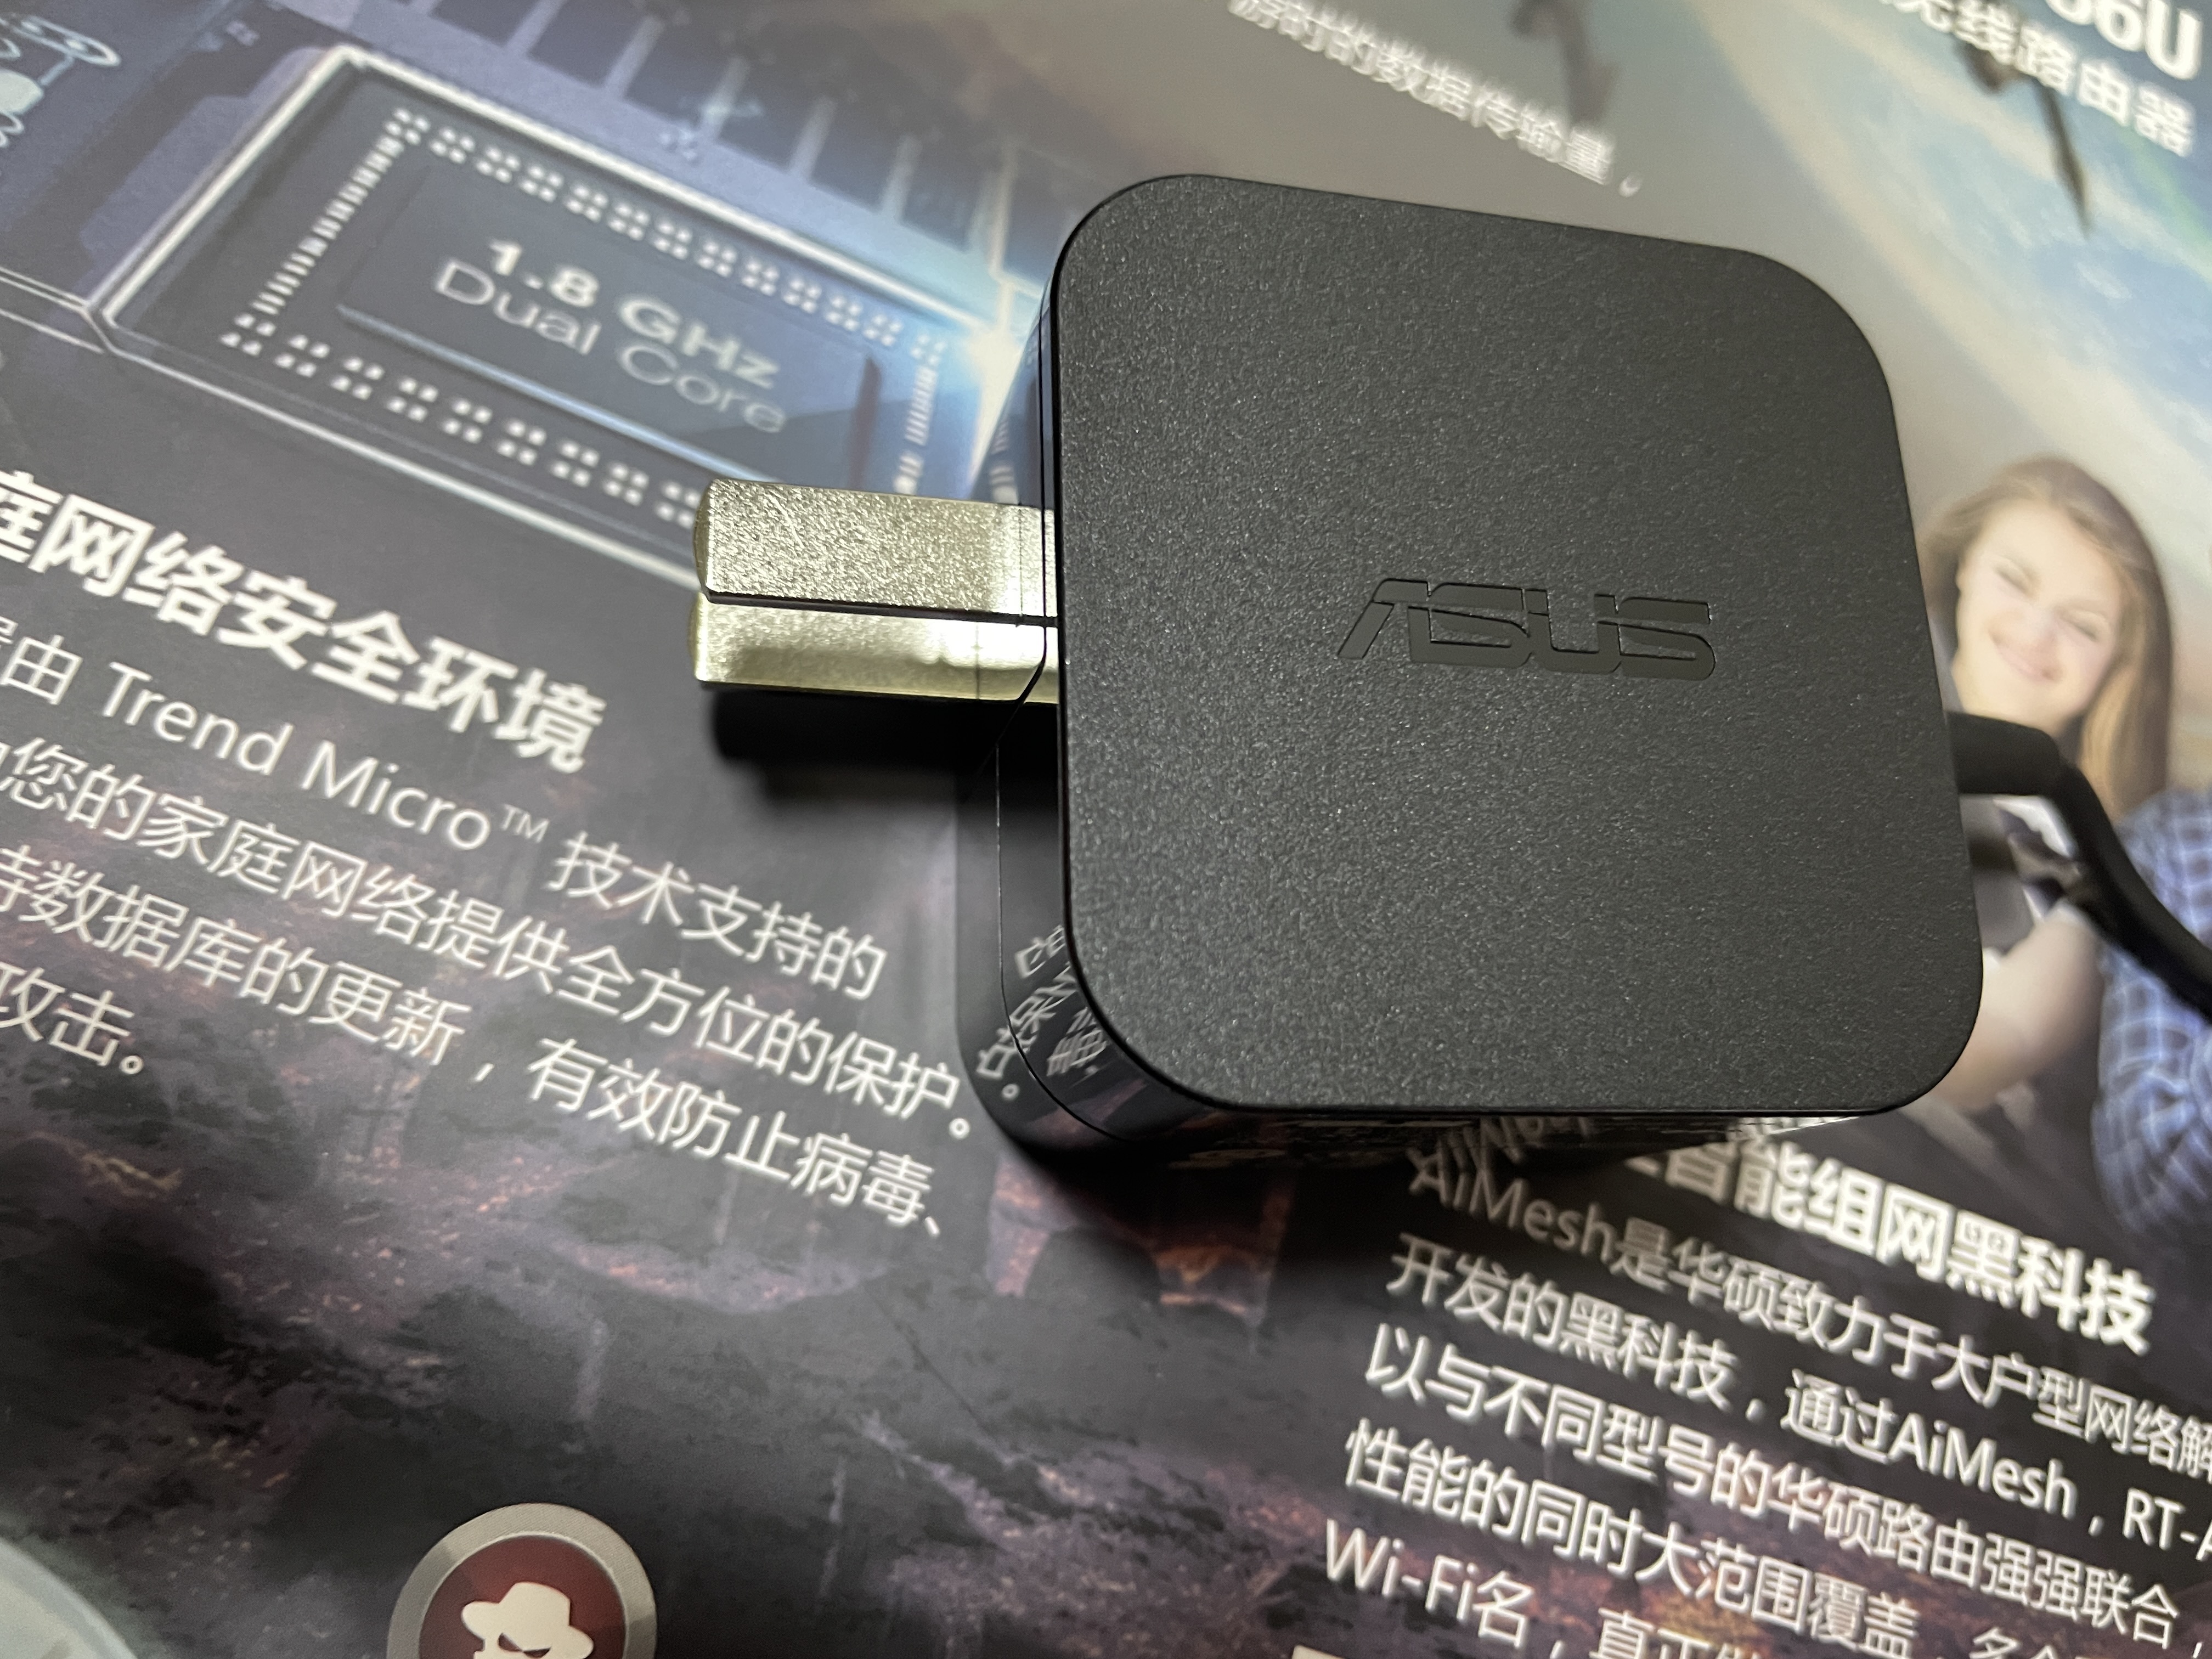 6U
无线路由器
时的数据传输量，
1.8 GHz
Dual Core
ASUS
庭网络安全环境
由 Trend Micro™ 技术支持的
您的家庭网络提供全方位的保护。
持数据库的更新，有效防止病毒、
攻击。
智能组网黑科技
AiMesh是华硕致力于大户型网络解
开发的黑科技，通过AiMesh，RT-A
以与不同型号的华硕路由强强联合，
性能的同时大范围覆盖，多
Wi-Fi名，真正